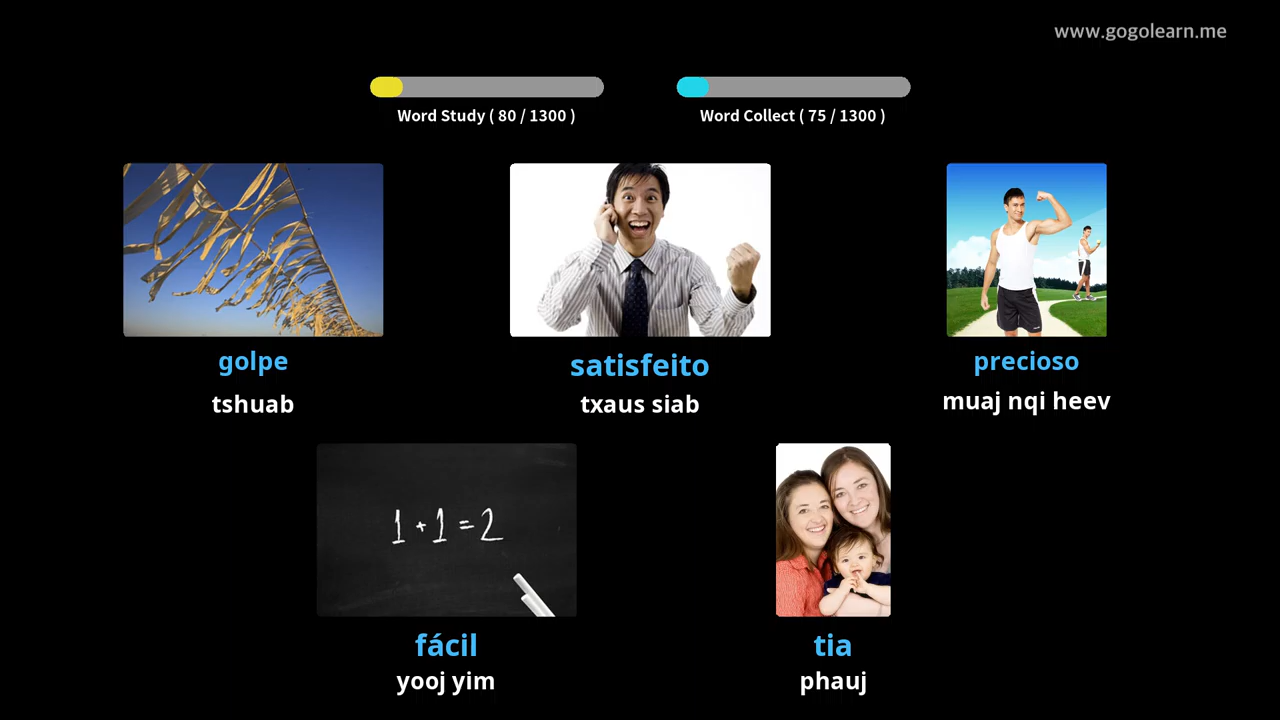 www.gogolearn.me
Word Study ( 80 / 1300 )
Word Collect ( 75 / 1300 )
golpe
tshuab
satisfeito
txaus siab
precioso
muaj nqi heev
1 + 1 = 2
fácil
yooj yim
tia
phauj